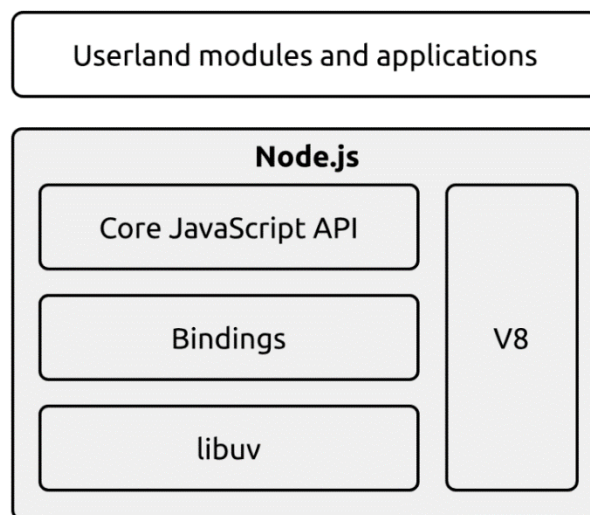 Userland modules and applications
Node.js
Core JavaScript API
Bindings
V8
libuv